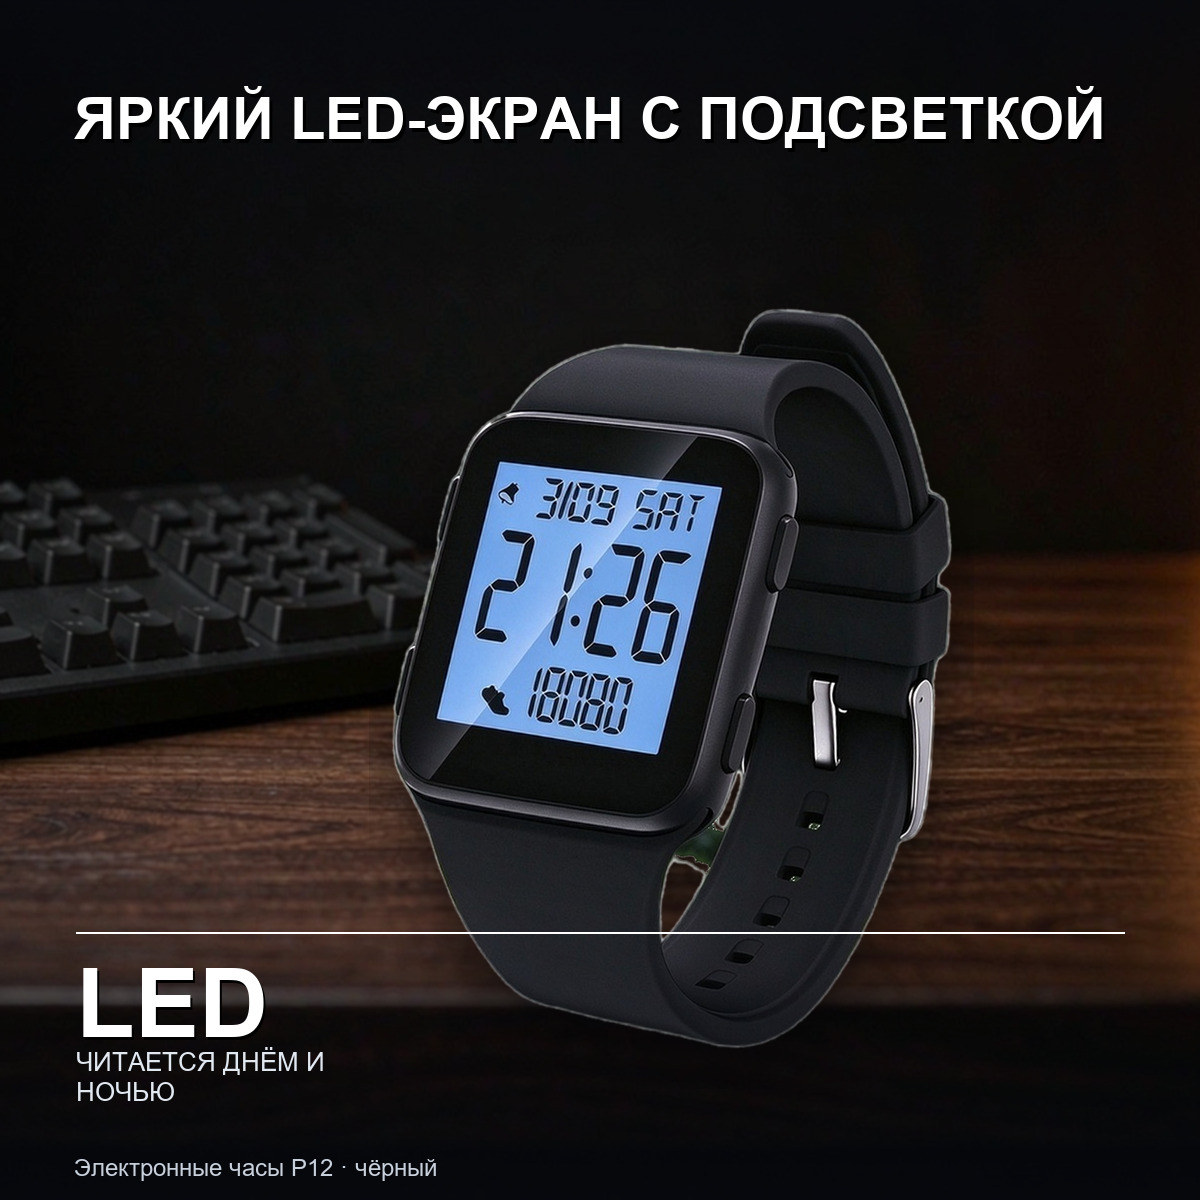 ЯРКИЙ LED-ЭКРАН С ПОДСВЕТКОЙ
3109 SAT
21:26
18080
LED
ЧИТАЕТСЯ ДНЁМ И
НОЧЬЮ
Электронные часы P12 · чёрный